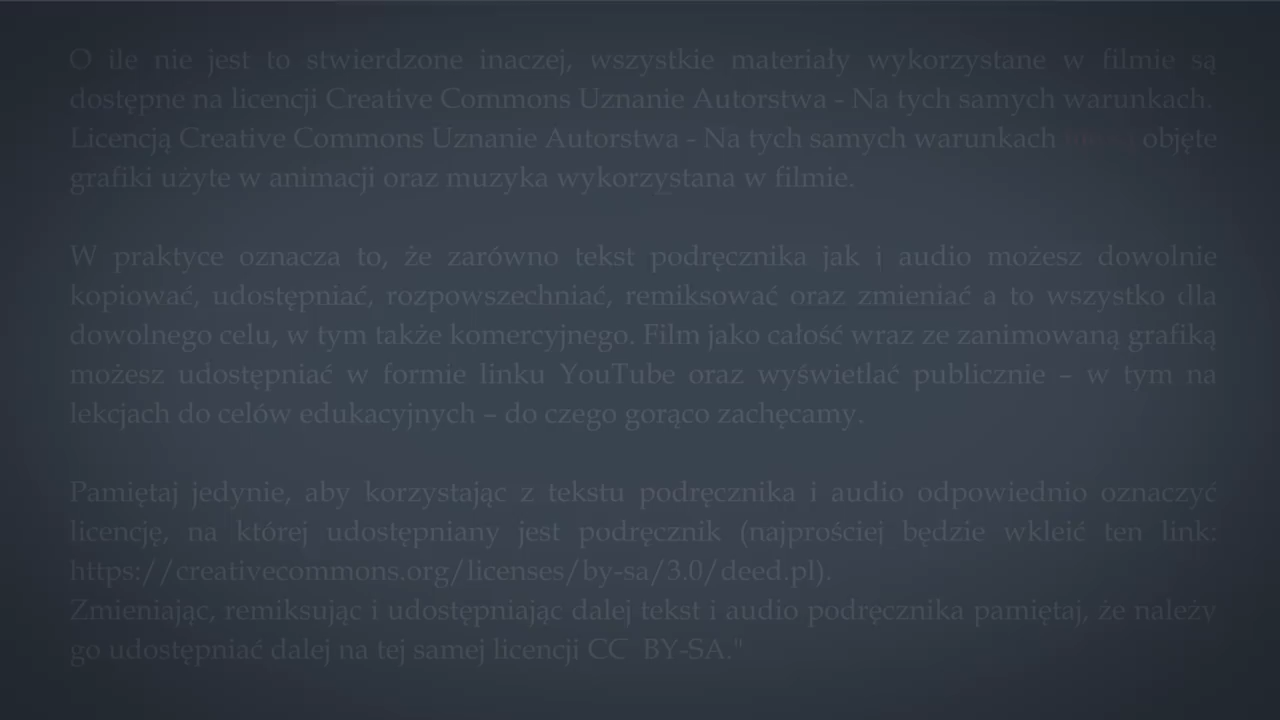 O ile nie jest to stwierdzone inaczej, wszystkie materiały wykorzystane w filmie są
dostępne na licencji Creative Commons Uznanie Autorstwa - Na tych samych warunkach.
Licencją Creative Commons Uznanie Autorstwa - Na tych samych warunkach objęte
grafiki użyte w animacji oraz muzyka wykorzystana w filmie.
W praktyce oznacza to, że zarówno tekst podręcznika jak i audio możesz dowolnie
kopiować, udostępniać, rozpowszechniać, remiksować oraz zmieniać a to wszystko dla
dowolnego celu, w tym także komercyjnego. Film jako całość wraz ze zanimowaną grafiką
możesz udostępniać w formie linku YouTube oraz wyświetlać publicznie – w tym na
lekcjach do celów edukacyjnych – do czego gorąco zachęcamy.
Pamiętaj jedynie, aby korzystając z tekstu podręcznika i audio odpowiednio oznaczyć
licencję, na której udostępniany jest podręcznik (najprościej będzie wkleić ten link:
https://creativecommons.org/licenses/by-sa/3.0/deed.pl).
Zmieniając, remiksując i udostępniając dalej tekst i audio podręcznika pamiętaj, że należy
go udostępniać dalej na tej samej licencji CC BY-SA."